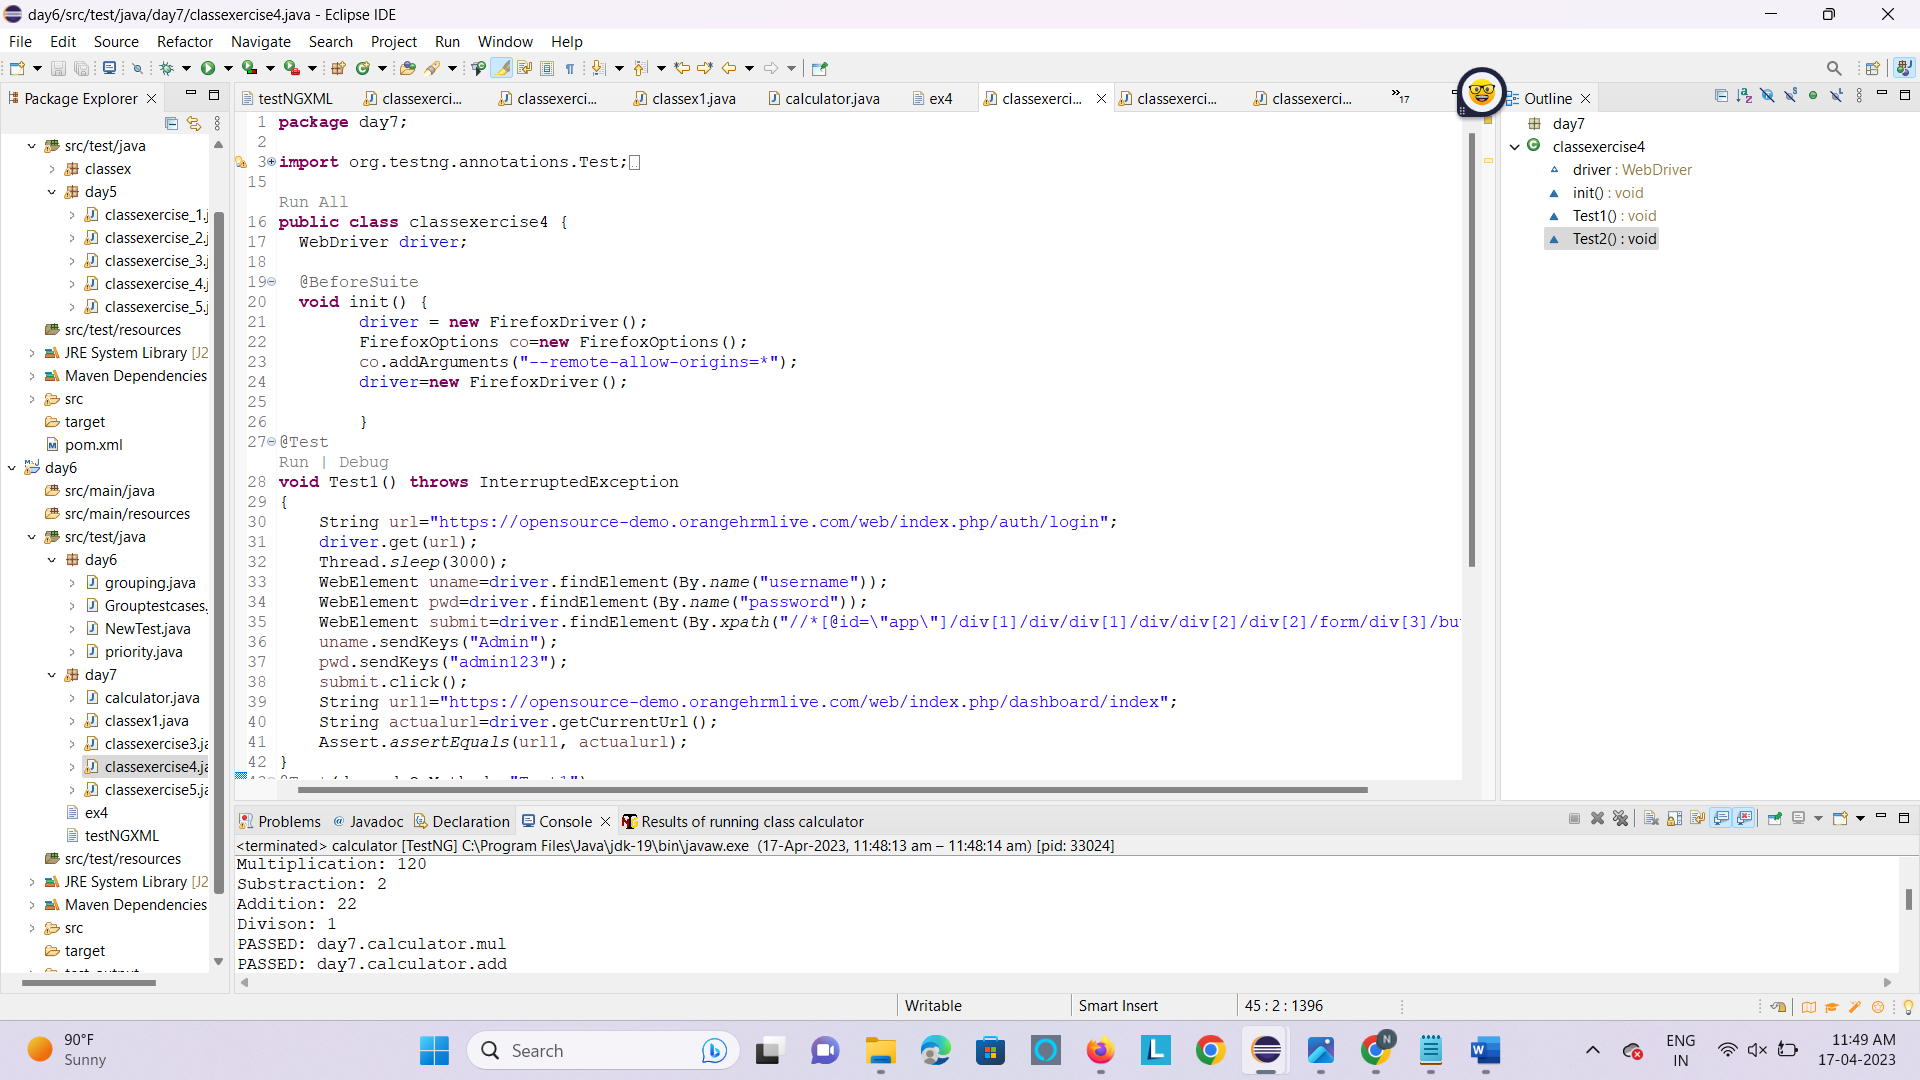 day6/src/test/java/day7/classexercise4.java - Eclipse IDE
File Edit Source Refactor Navigate Search Project Run Window Help
Package Explorer
testNGXML classexerci... classexerci... classex1.java calculator.java ex4 classexerci... classexerci... classexerci... »17
Outline
src/test/java
classex
day5
classexercise_1.j
classexercise_2.j
classexercise_3.j
classexercise_4.j
classexercise_5.j
src/test/resources
JRE System Library [J2
Maven Dependencies
src
target
pom.xml
day6
src/main/java
src/main/resources
src/test/java
day6
grouping.java
Grouptestcases.
NewTest.java
priority.java
day7
calculator.java
classex1.java
classexercise3.ja
classexercise4.ja
classexercise5.ja
ex4
testNGXML
src/test/resources
JRE System Library [J2
Maven Dependencies
src
target
1 package day7;
2
3 import org.testng.annotations.Test;
15
Run All
16 public class classexercise4 {
17 WebDriver driver;
18
19 @BeforeSuite
20 void init() {
21 driver = new FirefoxDriver();
22 FirefoxOptions co=new FirefoxOptions();
23 co.addArguments("--remote-allow-origins=*");
24 driver=new FirefoxDriver();
25
26 }
27 @Test
Run | Debug
28 void Test1() throws InterruptedException
29 {
30 String url="https://opensource-demo.orangehrmlive.com/web/index.php/auth/login";
31 driver.get(url);
32 Thread.sleep(3000);
33 WebElement uname=driver.findElement(By.name("username"));
34 WebElement pwd=driver.findElement(By.name("password"));
35 WebElement submit=driver.findElement(By.xpath("//*[@id=\"app\"]/div[1]/div/div[1]/div/div[2]/div[2]/form/div[3]/bu
36 uname.sendKeys("Admin");
37 pwd.sendKeys("admin123");
38 submit.click();
39 String url1="https://opensource-demo.orangehrmlive.com/web/index.php/dashboard/index";
40 String actualurl=driver.getCurrentUrl();
41 Assert.assertEquals(url1, actualurl);
42 }
day7
classexercise4
driver : WebDriver
init() : void
Test1() : void
Test2() : void
Problems @ Javadoc Declaration Console Results of running class calculator
<terminated> calculator [TestNG] C:\Program Files\Java\jdk-19\bin\javaw.exe (17-Apr-2023, 11:48:13 am – 11:48:14 am) [pid: 33024]
Multiplication: 120
Substraction: 2
Addition: 22
Divison: 1
PASSED: day7.calculator.mul
PASSED: day7.calculator.add
Writable Smart Insert 45 : 2 : 1396
90°F
Sunny
Search
ENG
IN
11:49 AM
17-04-2023